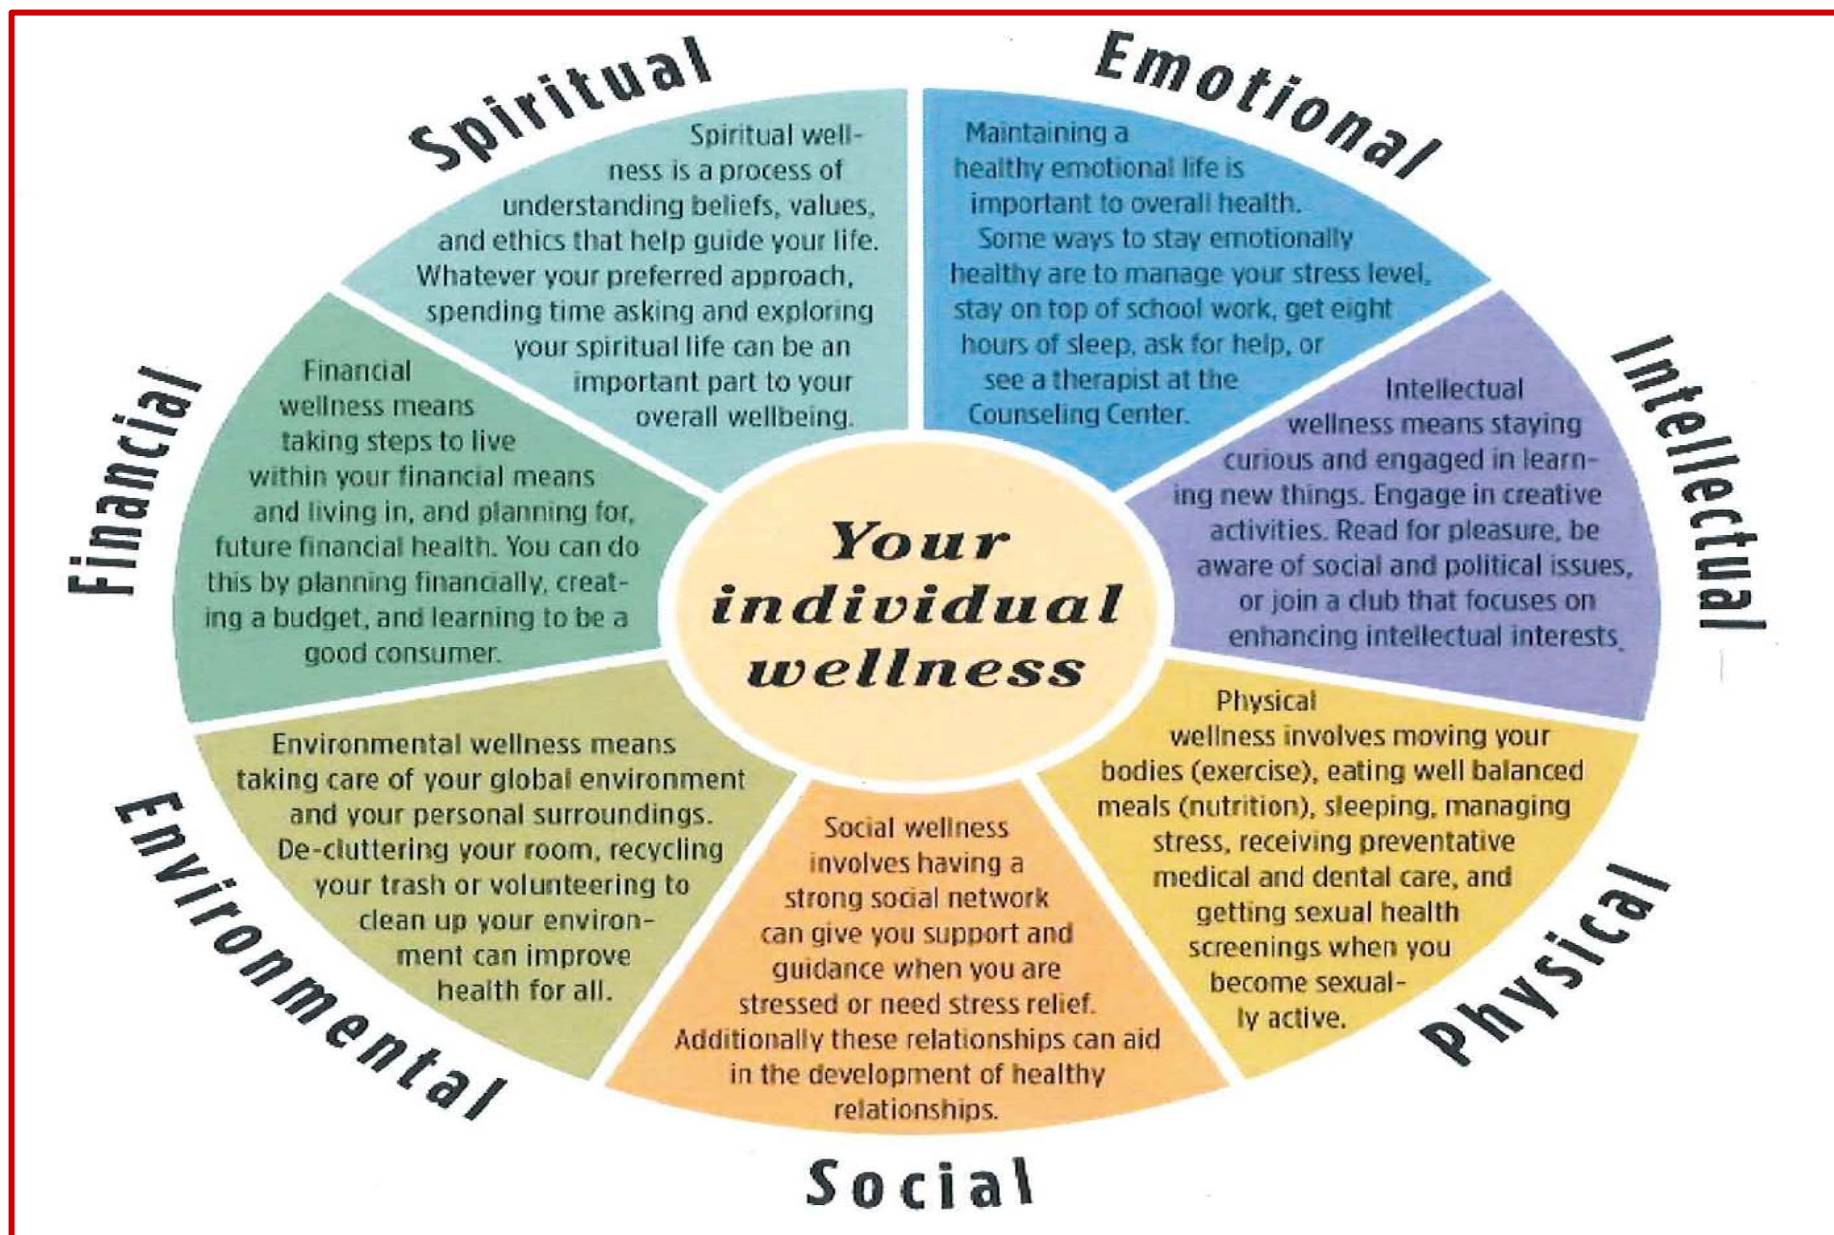 Spiritual
Spiritual well-
ness is a process of
understanding beliefs, values,
and ethics that help guide your life.
Whatever your preferred approach,
spending time asking and exploring
your spiritual life can be an
important part to your
overall wellbeing.
Emotional
Maintaining a
healthy emotional life is
important to overall health.
Some ways to stay emotionally
healthy are to manage your stress level,
stay on top of school work, get eight
hours of sleep, ask for help, or
see a therapist at the
Counseling Center.
Intellectual
Intellectual
wellness means staying
curious and engaged in learn-
ing new things. Engage in creative
activities. Read for pleasure, be
aware of social and political issues,
or join a club that focuses on
enhancing intellectual interests.
Physical
Physical
wellness involves moving your
bodies (exercise), eating well balanced
meals (nutrition), sleeping, managing
stress, receiving preventative
medical and dental care, and
getting sexual health
screenings when you
become sexual-
ly active.
Social
Social wellness
involves having a
strong social network
can give you support and
guidance when you are
stressed or need stress relief.
Additionally these relationships can aid
in the development of healthy
relationships.
Environmental
Environmental wellness means
taking care of your global environment
and your personal surroundings.
De-cluttering your room, recycling
your trash or volunteering to
clean up your environ-
ment can improve
health for all.
Financial
Financial
wellness means
taking steps to live
within your financial means
and living in, and planning for,
future financial health. You can do
this by planning financially, creat-
ing a budget, and learning to be a
good consumer.
Your
individual
wellness